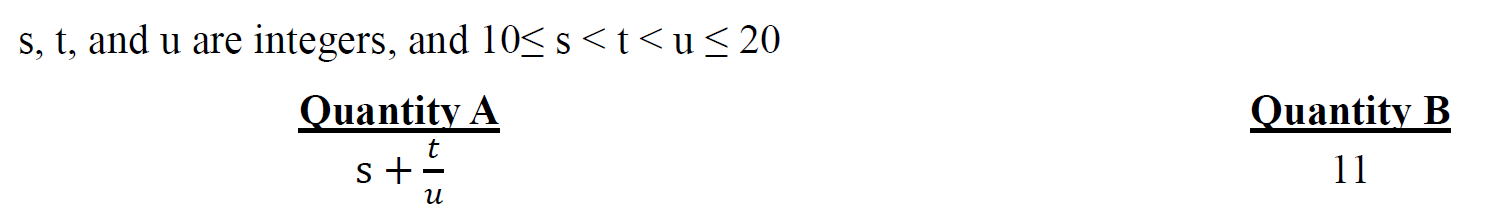 s, t, and u are integers, and 10≤ s < t < u ≤ 20
Quantity A Quantity B
s + t/u 11